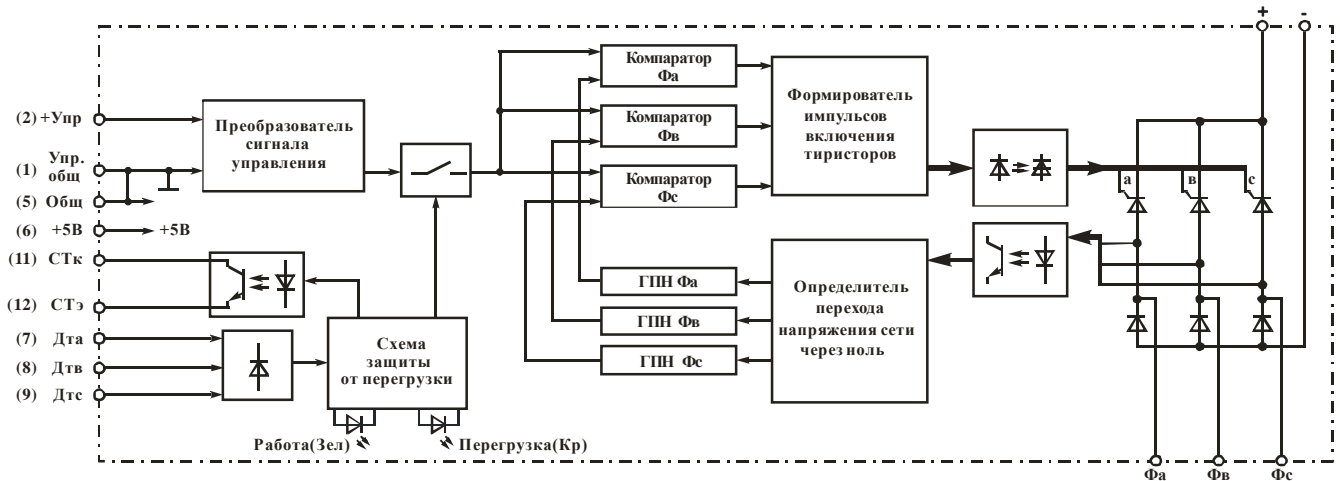 + -
(2) +Упр
(1) Упр.
общ
(5) Общ
(6) +5В
+5В
(11) СТк
(12) СТэ
(7) Дта
(8) Дтв
(9) Дтс
Преобразователь
сигнала
управления
Схема
защиты
от перегрузки
Работа(Зел)
Перегрузка(Кр)
Компаратор
Фа
Компаратор
Фв
Компаратор
Фс
ГПН Фа
ГПН Фв
ГПН Фс
Формирователь
импульсов
включения
тиристоров
Определитель
перехода
напряжения сети
через ноль
а
в
с
Фа Фв Фс